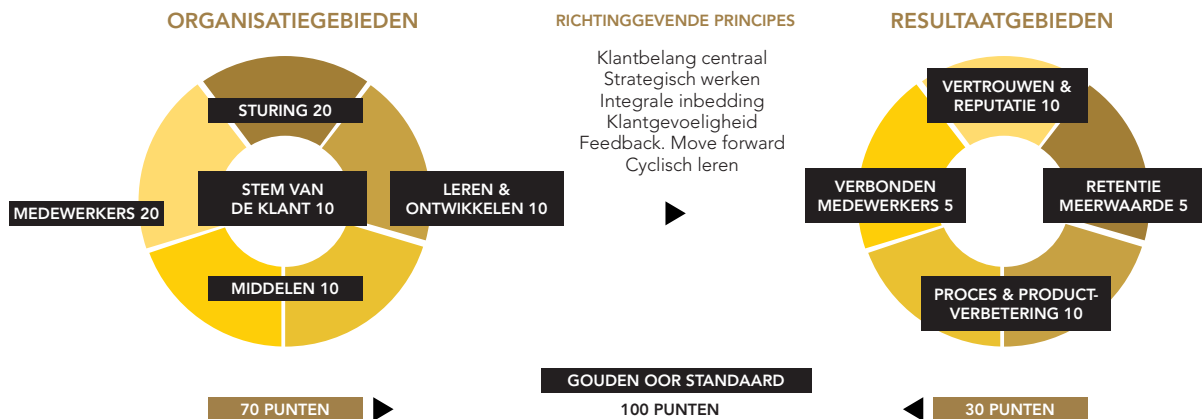 ORGANISATIEGEBIEDEN
STURING 20
STEM VAN
DE KLANT 10
LEREN &
ONTWIKKELEN 10
MEDEWERKERS 20
MIDDELEN 10
70 PUNTEN
RICHTINGGEVENDE PRINCIPES
Klantbelang centraal
Strategisch werken
Integrale inbedding
Klantgevoeligheid
Feedback. Move forward
Cyclisch leren
GOUDEN OOR STANDAARD
100 PUNTEN
RESULTAATGEBIEDEN
VERTROUWEN &
REPUTATIE 10
VERBONDEN
MEDEWERKERS 5
RETENTIE
MEERWAARDE 5
PROCES & PRODUCT-
VERBETERING 10
30 PUNTEN